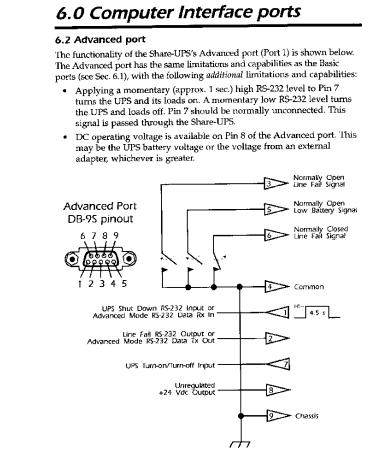 6.0 Computer Interface ports
6.2 Advanced port
The functionality of the Share-UPS's Advanced port (Port 1) is shown below.
The Advanced port has the same limitations and capabilities as the Basic
ports (see Sec. 6.1), with the following additional limitations and capabilities:
• Applying a momentary (approx. 1 sec.) high RS-232 level to Pin 7
turns the UPS and its loads on. A momentary low RS-232 level turns
the UPS and loads off. Pin 7 should be normally unconnected. This
signal is passed through the Share-UPS.
• DC operating voltage is available on Pin 8 of the Advanced port. This
may be the UPS battery voltage or the voltage from an external
adapter, whichever is greater.
Normally Open
Line Fail Signal
3
Normally Open
Low Battery Signal
5
Normally Closed
Line Fail Signal
6
Advanced Port
DB-9S pinout
6 7 8 9
1 2 3 4 5
4
Common
UPS Shut Down RS-232 Input or
Advanced Mode RS-232 Data Rx In
1
HI
4.5 s
Line Fail RS-232 Output or
Advanced Mode RS-232 Data Tx Out
2
UPS Turn-on/Turn-off Input
7
Unregulated
+24 Vdc Output
8
9
Chassis